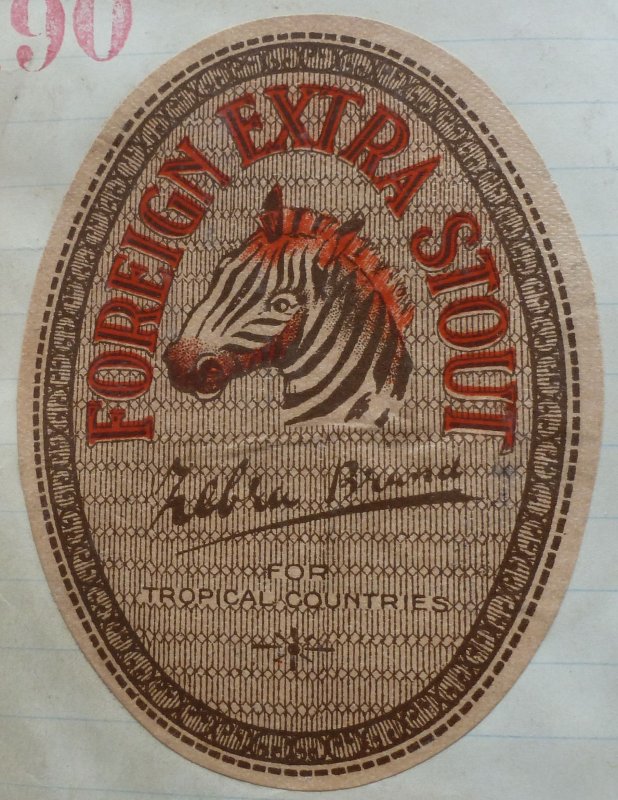 90
FOREIGN EXTRA STOUT
Zebra Brand
FOR
TROPICAL COUNTRIES